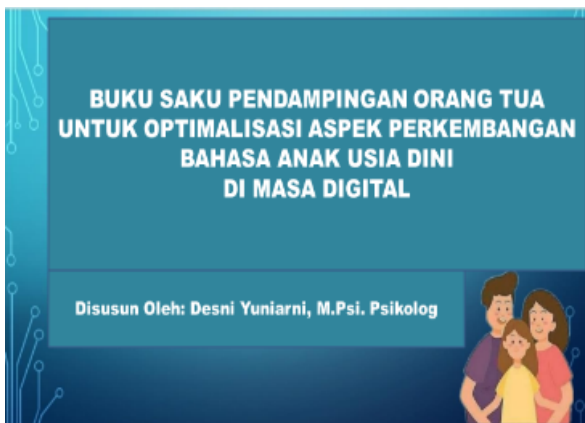 BUKU SAKU PENDAMPINGAN ORANG TUA
UNTUK OPTIMALISASI ASPEK PERKEMBANGAN
BAHASA ANAK USIA DINI
DI MASA DIGITAL
Disusun Oleh: Desni Yuniarni, M.Psi. Psikolog